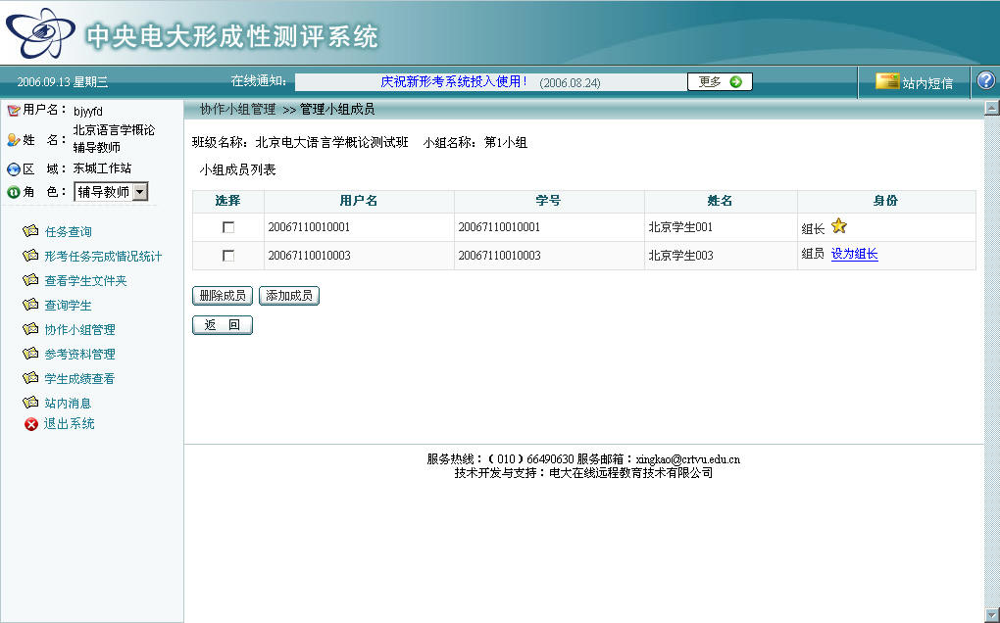 中央电大形成性测评系统
2006.09.13 星期三
在线通知: 庆祝新形考系统投入使用! (2006.08.24) 更多
站内短信
用户名: bjyyfd
姓 名: 北京语言学概论
辅导教师
区 域: 东城工作站
角 色: 辅导教师
任务查询
形考任务完成情况统计
查看学生文件夹
查询学生
协作小组管理
参考资料管理
学生成绩查看
站内消息
退出系统
协作小组管理 >> 管理小组成员
班级名称: 北京电大语言学概论测试班 小组名称: 第1小组
小组成员列表
选择 用户名 学号 姓名 身份
20067110010001 20067110010001 北京学生001 组长
20067110010003 20067110010003 北京学生003 组员 设为组长
删除成员 添加成员
返 回
服务热线:(010)66490630 服务邮箱:xingkao@crtvu.edu.cn
技术开发与支持:电大在线远程教育技术有限公司